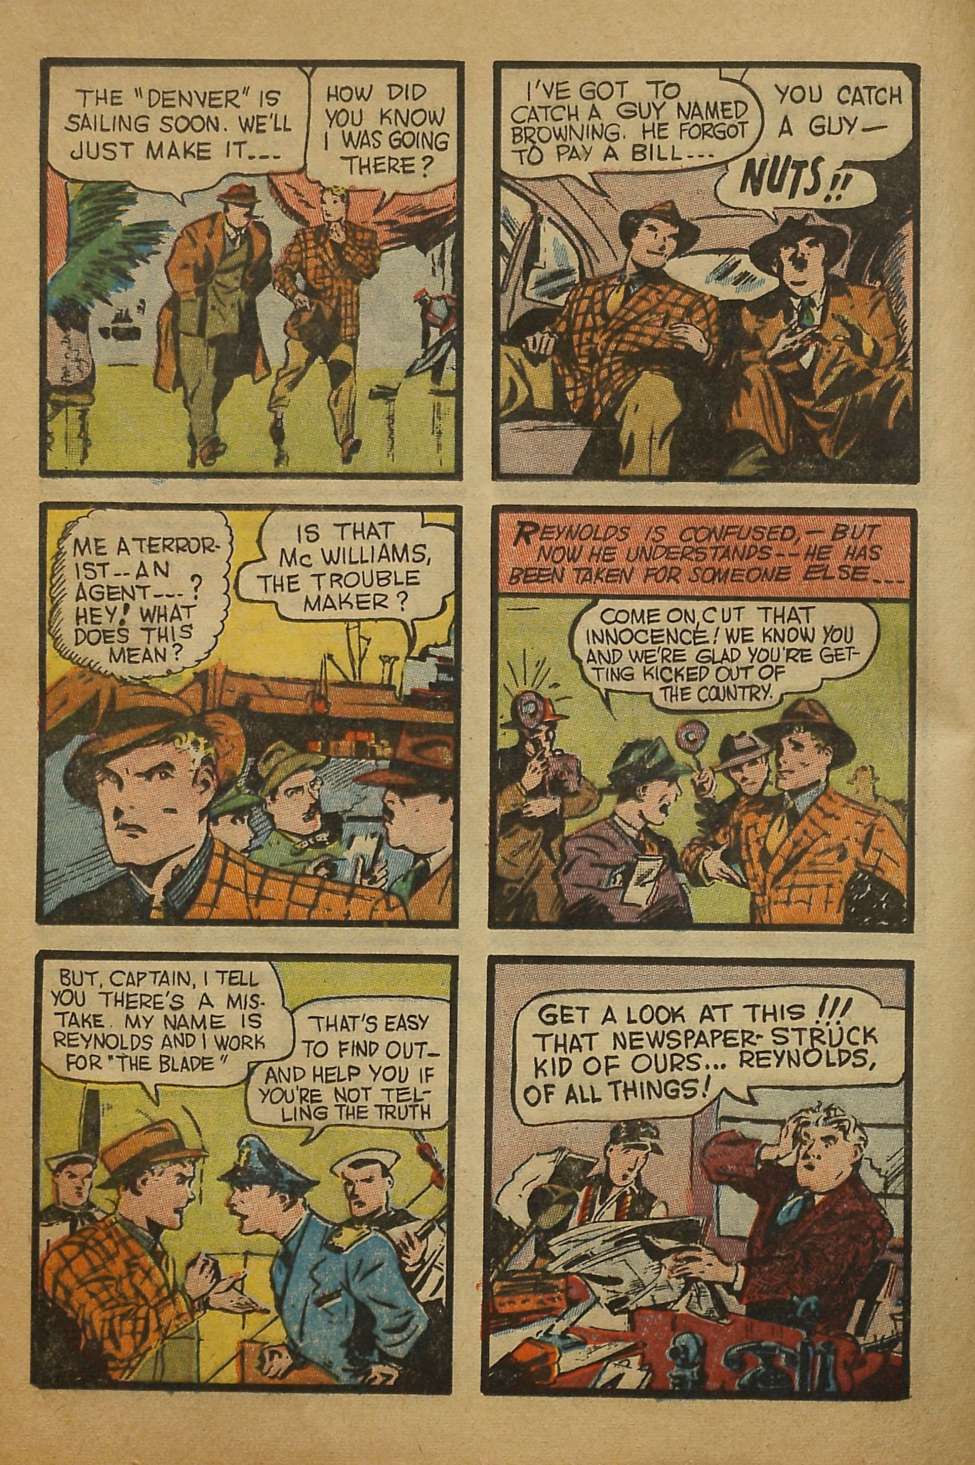 THE "DENVER" IS
SAILING SOON. WE'LL
JUST MAKE IT....
HOW DID
YOU KNOW
I WAS GOING
THERE?
I'VE GOT TO
CATCH A GUY NAMED
BROWNING. HE FORGOT
TO PAY A BILL...
YOU CATCH
A GUY—
NUTS!!
ME A TERROR-
IST--AN
AGENT---?
HEY! WHAT
DOES THIS
MEAN?
IS THAT
MCWILLIAMS,
THE TROUBLE
MAKER?
REYNOLDS IS CONFUSED,—BUT
NOW HE UNDERSTANDS--HE HAS
BEEN TAKEN FOR SOMEONE ELSE...
COME ON, CUT THAT
INNOCENCE! WE KNOW YOU
AND WE'RE GLAD YOU'RE GET-
TING KICKED OUT OF
THE COUNTRY.
BUT, CAPTAIN, I TELL
YOU THERE'S A MIS-
TAKE. MY NAME IS
REYNOLDS AND I WORK
FOR "THE BLADE"
THAT'S EASY
TO FIND OUT—
AND HELP YOU IF
YOU'RE NOT TEL-
LING THE TRUTH
GET A LOOK AT THIS!!!
THAT NEWSPAPER-STRUCK
KID OF OURS... REYNOLDS,
OF ALL THINGS!